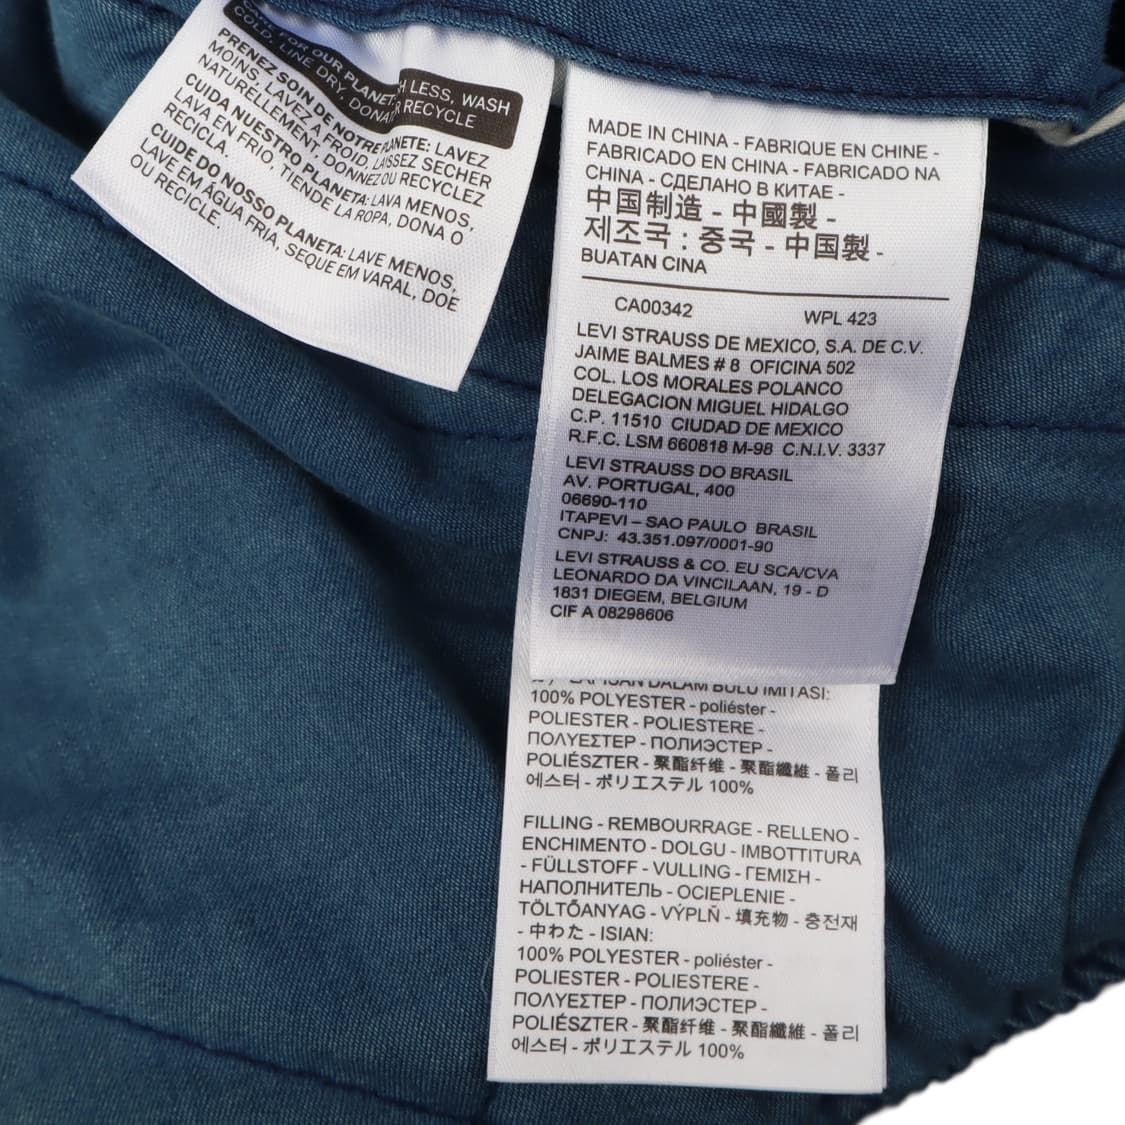 CARE FOR OUR PLANET: WASH LESS, WASH
COLD, LINE DRY, DONATE OR RECYCLE
PRENEZ SOIN DE NOTRE PLANETE: LAVEZ
MOINS, LAVEZ A FROID, LAISSEZ SECHER
NATURELLEMENT, DONNEZ OU RECYCLEZ
CUIDA NUESTRO PLANETA: LAVA MENOS,
LAVA EN FRIO, TIENDE LA ROPA, DONA O
RECICLA.
CUIDE DO NOSSO PLANETA: LAVE MENOS,
LAVE EM ÁGUA FRIA, SEQUE EM VARAL, DOE
OU RECICLE.
MADE IN CHINA - FABRIQUE EN CHINE -
FABRICADO EN CHINA - FABRICADO NA
CHINA - СДЕЛАНО В КИТАЕ -
中国制造 - 中國製 -
제조국 : 중국 - 中国製 -
BUATAN CINA
CA00342 WPL 423
LEVI STRAUSS DE MEXICO, S.A. DE C.V.
JAIME BALMES # 8 OFICINA 502
COL. LOS MORALES POLANCO
DELEGACION MIGUEL HIDALGO
C.P. 11510 CIUDAD DE MEXICO
R.F.C. LSM 660818 M-98 C.N.I.V. 3337
LEVI STRAUSS DO BRASIL
AV. PORTUGAL, 400
06690-110
ITAPEVI – SAO PAULO BRASIL
CNPJ: 43.351.097/0001-90
LEVI STRAUSS & CO. EU SCA/CVA
LEONARDO DA VINCILAAN, 19 - D
1831 DIEGEM, BELGIUM
CIF A 08298606
LAPISAN DALAM BULU IMITASI:
100% POLYESTER - poliéster -
POLIESTER - POLIESTERE -
ΠΟΛΥΕΣΤΕΡ - ПОЛИЭСТЕР -
POLIÉSZTER - 聚酯纤维 - 聚酯纖維 - 폴리
에스터 - ポリエステル 100%
FILLING - REMBOURRAGE - RELLENO -
ENCHIMENTO - DOLGU - IMBOTTITURA
- FÜLLSTOFF - VULLING - ΓΕΜΙΣΗ -
НАПОЛНИТЕЛЬ - OCIEPLENIE -
TÖLTŐANYAG - VÝPLŇ - 填充物 - 충전재
- 中わた - ISIAN:
100% POLYESTER - poliéster -
POLIESTER - POLIESTERE -
ΠΟΛΥΕΣΤΕΡ - ПОЛИЭСТЕР -
POLIÉSZTER - 聚酯纤维 - 聚酯纖維 - 폴리
에스터 - ポリエステル 100%